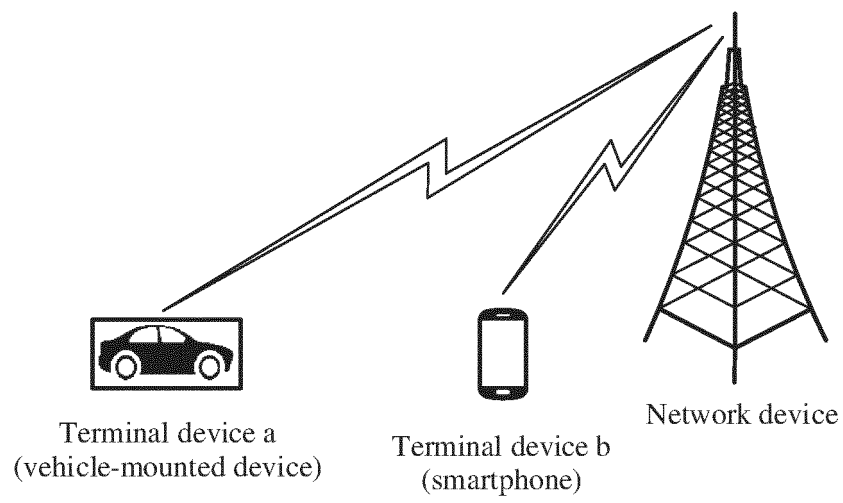 Terminal device a
(vehicle-mounted device)
Terminal device b
(smartphone)
Network device